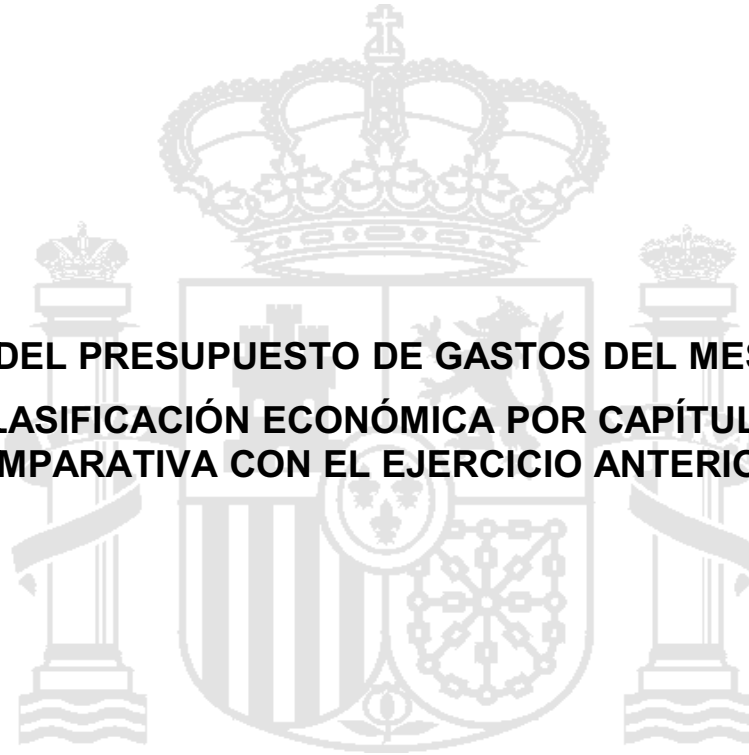 DEL PRESUPUESTO DE GASTOS DEL MES
LASIFICACIÓN ECONÓMICA POR CAPÍTUL
MPARATIVA CON EL EJERCICIO ANTERIO